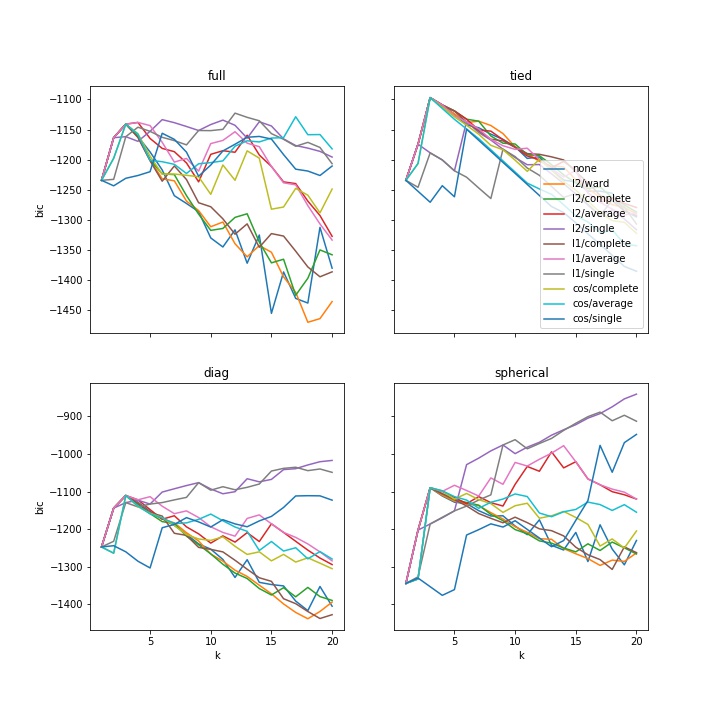 full
tied
−1100
−1150
−1200
−1250
−1300
−1350
−1400
−1450
bic
none
l2/ward
l2/complete
l2/average
l2/single
l1/complete
l1/average
l1/single
cos/complete
cos/average
cos/single
diag
spherical
−900
−1000
−1100
−1200
−1300
−1400
bic
5
10
15
20
k
5
10
15
20
k